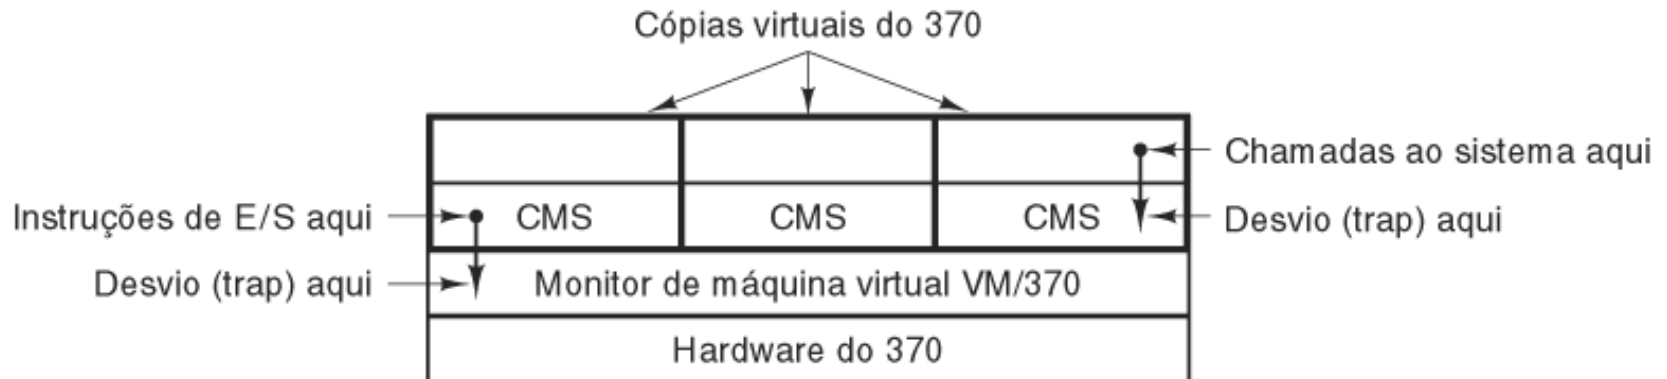 Cópias virtuais do 370
Chamadas ao sistema aqui
Instruções de E/S aqui
CMS
CMS
CMS
Desvio (trap) aqui
Desvio (trap) aqui
Monitor de máquina virtual VM/370
Hardware do 370